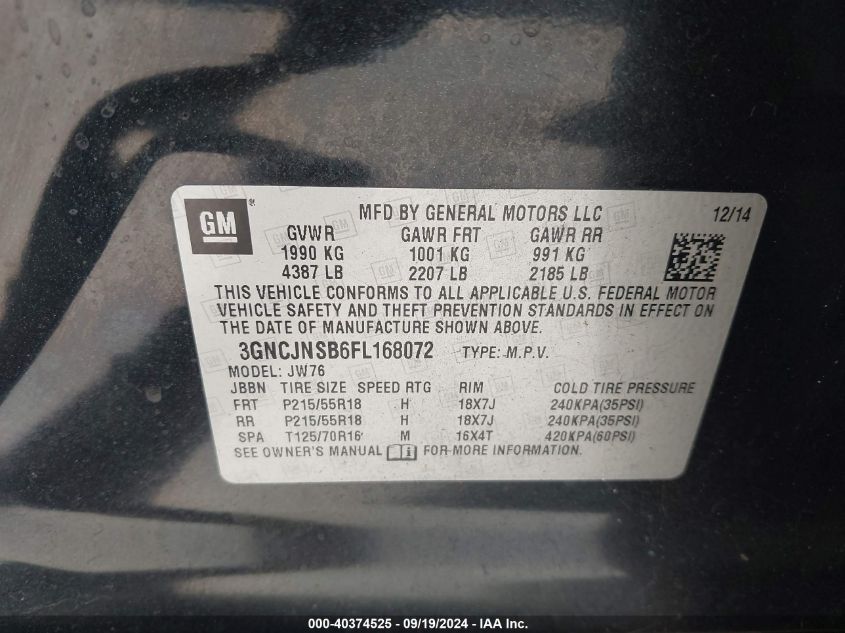 GM
MFD BY GENERAL MOTORS LLC 12/14
GVWR GAWR FRT GAWR RR
1990 KG 1001 KG 991 KG
4387 LB 2207 LB 2185 LB
THIS VEHICLE CONFORMS TO ALL APPLICABLE U.S. FEDERAL MOTOR
VEHICLE SAFETY AND THEFT PREVENTION STANDARDS IN EFFECT ON
THE DATE OF MANUFACTURE SHOWN ABOVE.
3GNCJNSB6FL168072 TYPE: M.P.V.
MODEL: JW76
JBBN TIRE SIZE SPEED RTG RIM COLD TIRE PRESSURE
FRT P215/55R18 H 18X7J 240KPA(35PSI)
RR P215/55R18 H 18X7J 240KPA(35PSI)
SPA T125/70R16 M 16X4T 420KPA(60PSI)
SEE OWNER'S MANUAL FOR MORE INFORMATION.
000-40374525 - 09/19/2024 - IAA Inc.